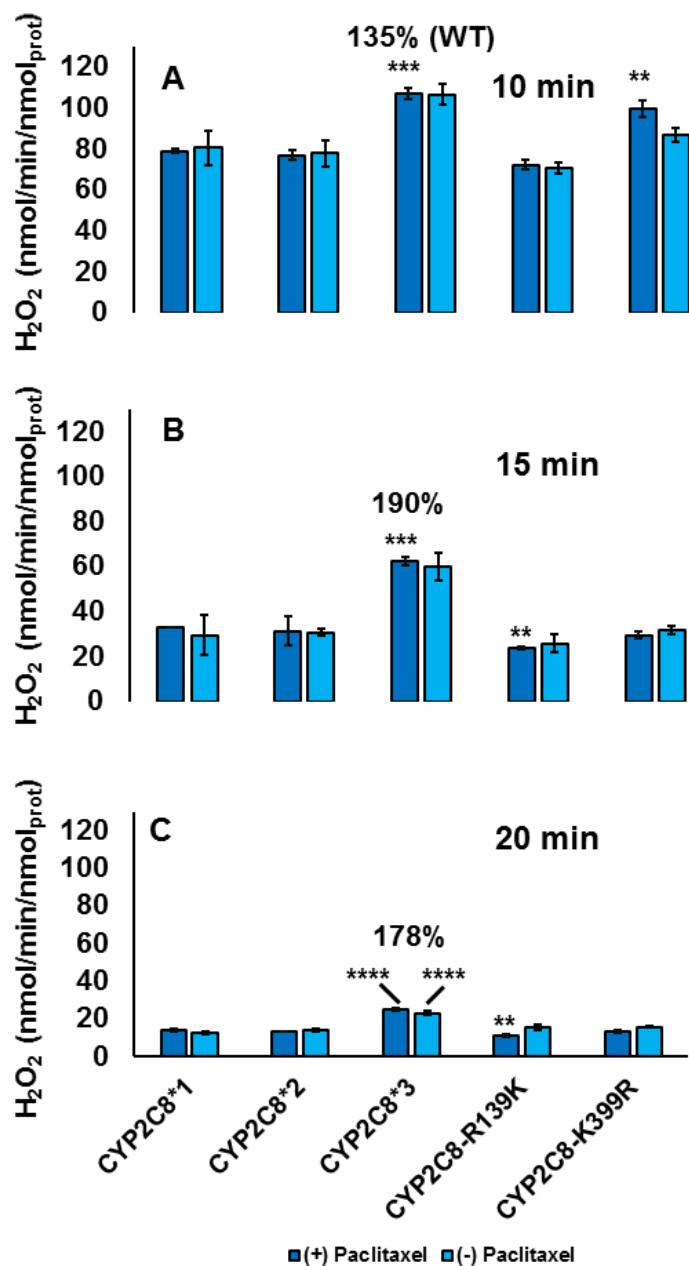 135% (WT)
A
10 min
***
**
120
100
80
60
40
20
0
H₂O₂ (nmol/min/nmolprot)
B
15 min
190%
***
**
120
100
80
60
40
20
0
H₂O₂ (nmol/min/nmolprot)
C
20 min
178%
**** ****
**
120
100
80
60
40
20
0
H₂O₂ (nmol/min/nmolprot)
CYP2C8*1
CYP2C8*2
CYP2C8*3
CYP2C8-R139K
CYP2C8-K399R
(+) Paclitaxel (-) Paclitaxel